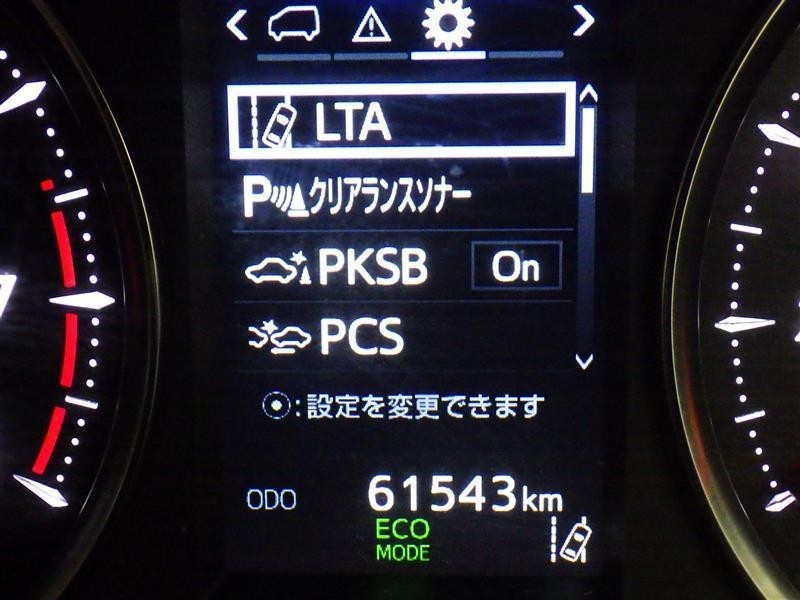 LTA
Pクリアランスソナー
PKSB On
PCS
:設定を変更できます
ODO 61543km
ECO
MODE